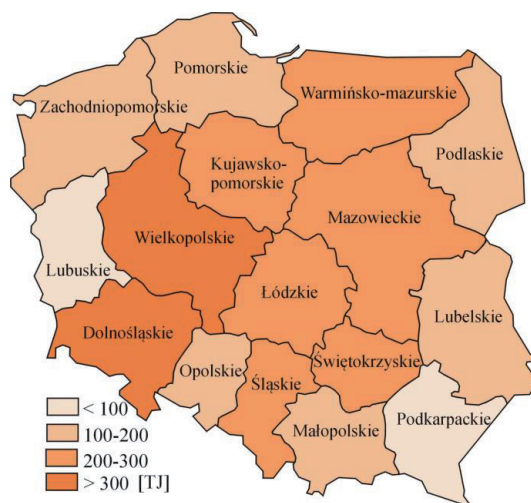 Pomorskie
Warmińsko-mazurskie
Zachodniopomorskie
Podlaskie
Kujawsko-
pomorskie
Mazowieckie
Wielkopolskie
Lubuskie
Łódzkie
Lubelskie
Dolnośląskie
Opolskie
Śląskie
Świętokrzyskie
Małopolskie
Podkarpackie
< 100
100-200
200-300
> 300 [TJ]